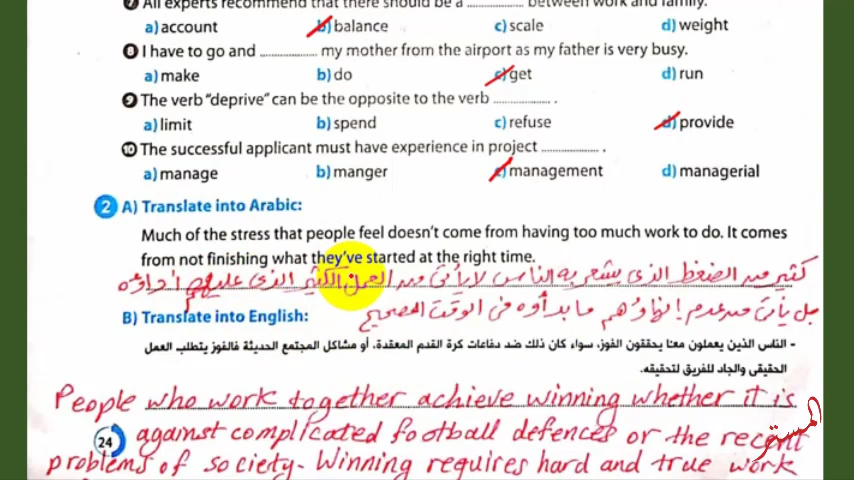 7 All experts recommend that there should be a ............ between work and family.
a) account b) balance c) scale d) weight
8 I have to go and ............ my mother from the airport as my father is very busy.
a) make b) do c) get d) run
9 The verb "deprive" can be the opposite to the verb ............ .
a) limit b) spend c) refuse d) provide
10 The successful applicant must have experience in project ............ .
a) manage b) manger c) management d) managerial
2 A) Translate into Arabic:
Much of the stress that people feel doesn't come from having too much work to do. It comes
from not finishing what they've started at the right time.
كثير من الضغط الذى يشعر به الناس لا يأتى من العمل الكثير الذى عليهم أداؤه
بل يأتى من عدم إنهاؤهم ما بدأوه فى الوقت الصحيح
B) Translate into English:
- الناس الذين يعملون معنا يحققون الفوز، سواء كان ذلك ضد دفاعات كرة القدم المعقدة، أو مشاكل المجتمع الحديثة فالفوز يتطلب العمل
الحقيقى والجاد للفريق لتحقيقه.
People who work together achieve winning whether it is
24 against complicated football defences or the recent
problems of society. Winning requires hard and true work